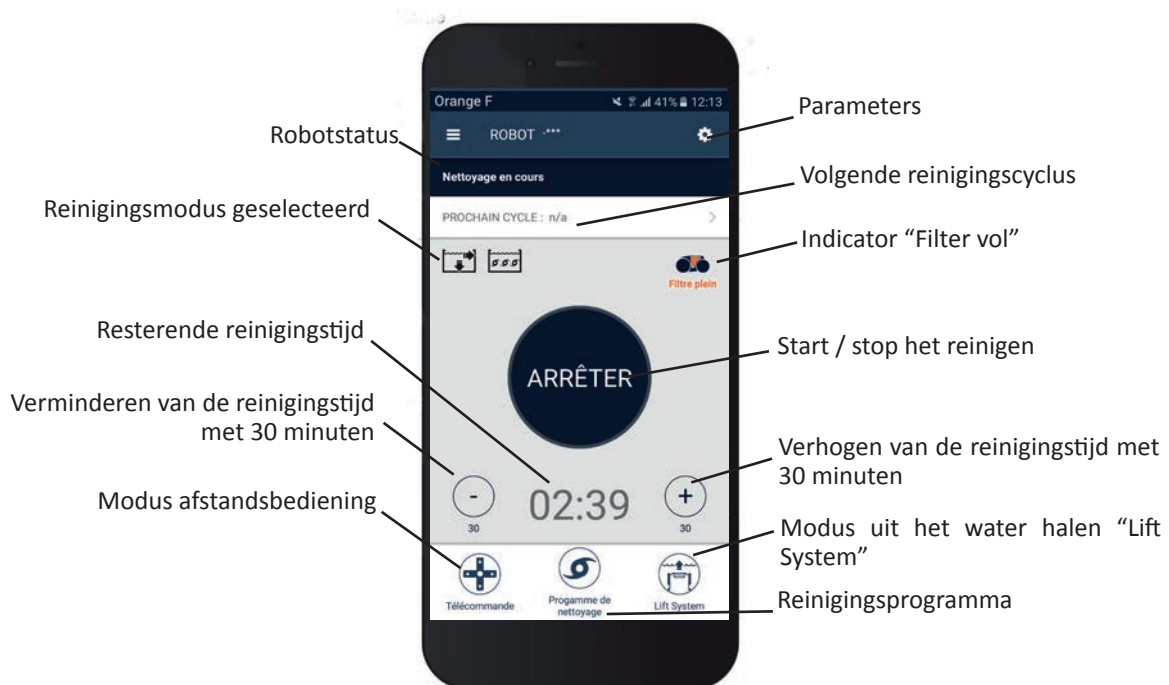 Orange F 41% 12:13
Parameters
ROBOT -***
Robotstatus
Nettoyage en cours
Volgende reinigingscyclus
PROCHAIN CYCLE : n/a
Reinigingsmodus geselecteerd
Indicator “Filter vol”
Filtre plein
Resterende reinigingstijd
Start / stop het reinigen
ARRÊTER
Verminderen van de reinigingstijd
met 30 minuten
Verhogen van de reinigingstijd met
30 minuten
-
02:39
+
30
30
Modus afstandsbediening
Modus uit het water halen “Lift
System”
Télécommande
Progamme de
nettoyage
Lift System
Reinigingsprogramma